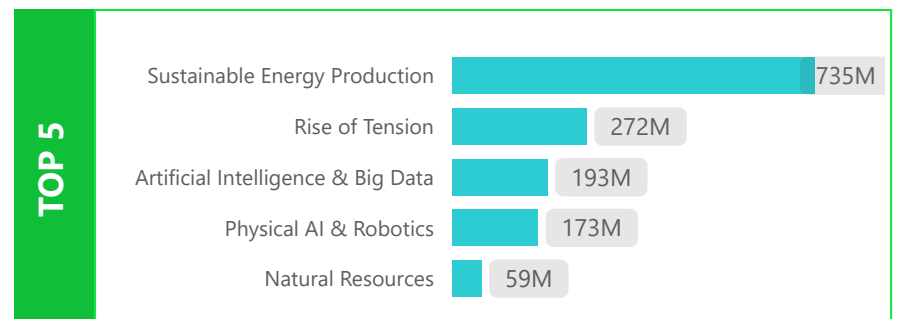 TOP 5
Sustainable Energy Production 735M
Rise of Tension 272M
Artificial Intelligence & Big Data 193M
Physical AI & Robotics 173M
Natural Resources 59M